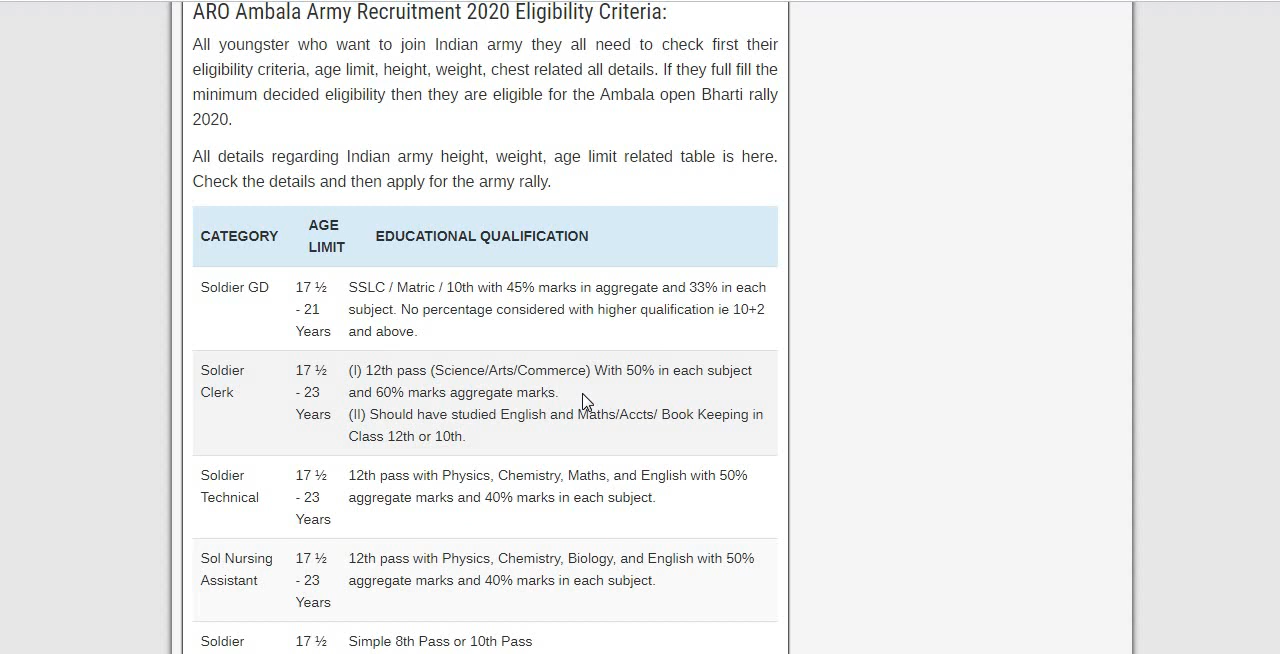 ARO Ambala Army Recruitment 2020 Eligibility Criteria:
All youngster who want to join Indian army they all need to check first their
eligibility criteria, age limit, height, weight, chest related all details. If they full fill the
minimum decided eligibility then they are eligible for the Ambala open Bharti rally
2020.
All details regarding Indian army height, weight, age limit related table is here.
Check the details and then apply for the army rally.
CATEGORY AGE LIMIT EDUCATIONAL QUALIFICATION
Soldier GD 17 ½ SSLC / Matric / 10th with 45% marks in aggregate and 33% in each
- 21 subject. No percentage considered with higher qualification ie 10+2
Years and above.
Soldier 17 ½ (I) 12th pass (Science/Arts/Commerce) With 50% in each subject
Clerk - 23 and 60% marks aggregate marks.
Years (II) Should have studied English and Maths/Accts/ Book Keeping in
Class 12th or 10th.
Soldier 17 ½ 12th pass with Physics, Chemistry, Maths, and English with 50%
Technical - 23 aggregate marks and 40% marks in each subject.
Years
Sol Nursing 17 ½ 12th pass with Physics, Chemistry, Biology, and English with 50%
Assistant - 23 aggregate marks and 40% marks in each subject.
Years
Soldier 17 ½ Simple 8th Pass or 10th Pass